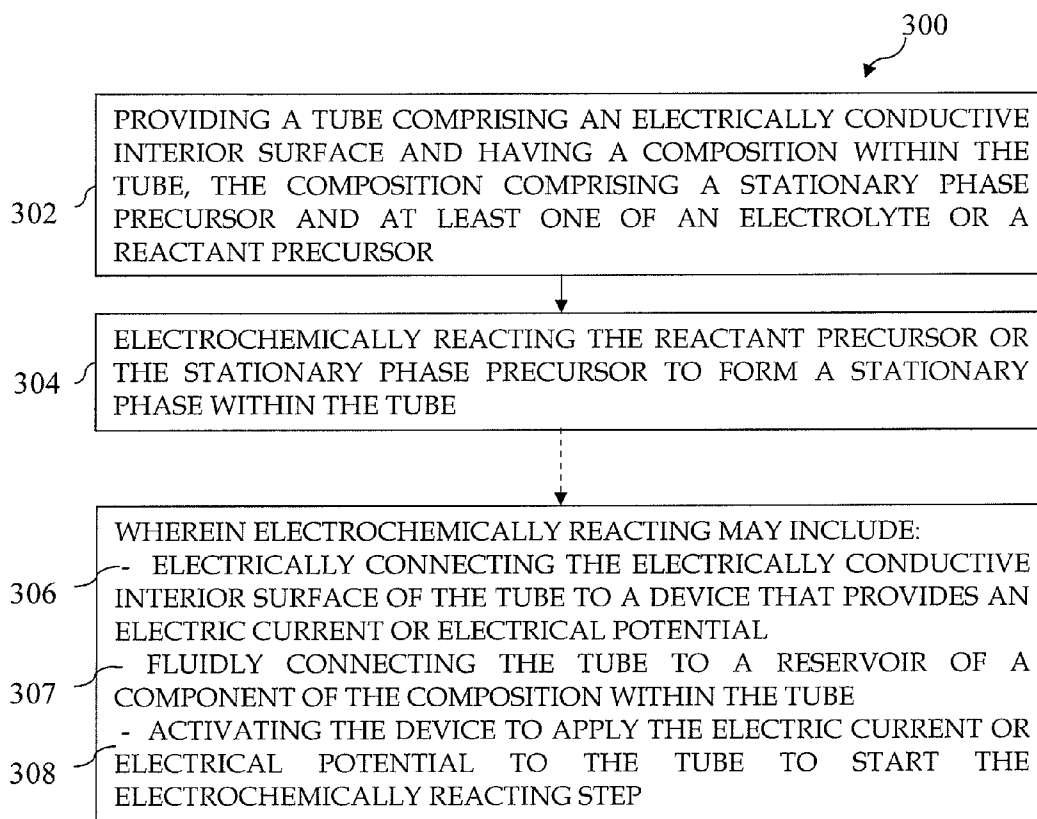 300
302
PROVIDING A TUBE COMPRISING AN ELECTRICALLY CONDUCTIVE
INTERIOR SURFACE AND HAVING A COMPOSITION WITHIN THE
TUBE, THE COMPOSITION COMPRISING A STATIONARY PHASE
PRECURSOR AND AT LEAST ONE OF AN ELECTROLYTE OR A
REACTANT PRECURSOR
304
ELECTROCHEMICALLY REACTING THE REACTANT PRECURSOR OR
THE STATIONARY PHASE PRECURSOR TO FORM A STATIONARY
PHASE WITHIN THE TUBE
WHEREIN ELECTROCHEMICALLY REACTING MAY INCLUDE:
306
- ELECTRICALLY CONNECTING THE ELECTRICALLY CONDUCTIVE
INTERIOR SURFACE OF THE TUBE TO A DEVICE THAT PROVIDES AN
ELECTRIC CURRENT OR ELECTRICAL POTENTIAL
307
- FLUIDLY CONNECTING THE TUBE TO A RESERVOIR OF A
COMPONENT OF THE COMPOSITION WITHIN THE TUBE
308
- ACTIVATING THE DEVICE TO APPLY THE ELECTRIC CURRENT OR
ELECTRICAL POTENTIAL TO THE TUBE TO START THE
ELECTROCHEMICALLY REACTING STEP